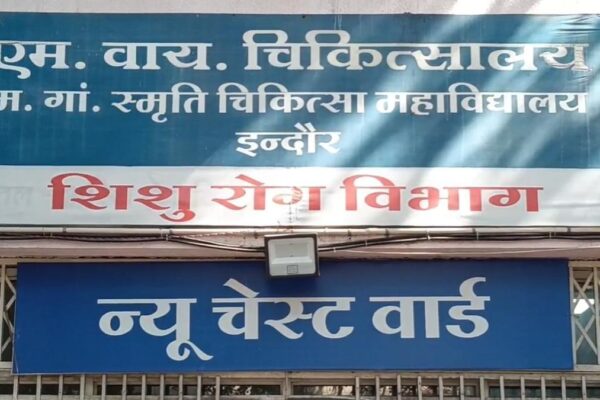 एम. वाय. चिकित्सालय
म. गां. स्मृति चिकित्सा महाविद्यालय
इन्दौर
शिशु रोग विभाग
न्यू चेस्ट वार्ड